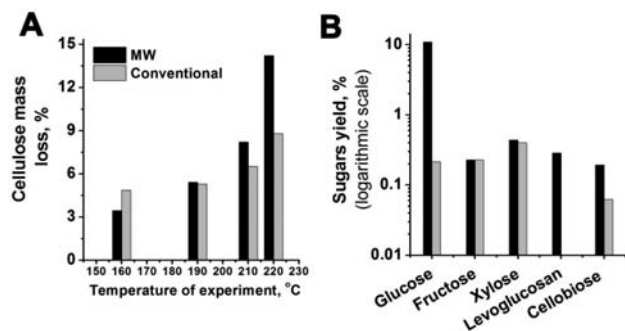 A
MW
Conventional
Cellulose mass
loss, %
15
12
9
6
3
0
150 160 170 180 190 200 210 220 230
Temperature of experiment, °C
B
Sugars yield, %
(logarithmic scale)
10
1
0.1
0.01
Glucose
Fructose
Xylose
Levoglucosan
Cellobiose